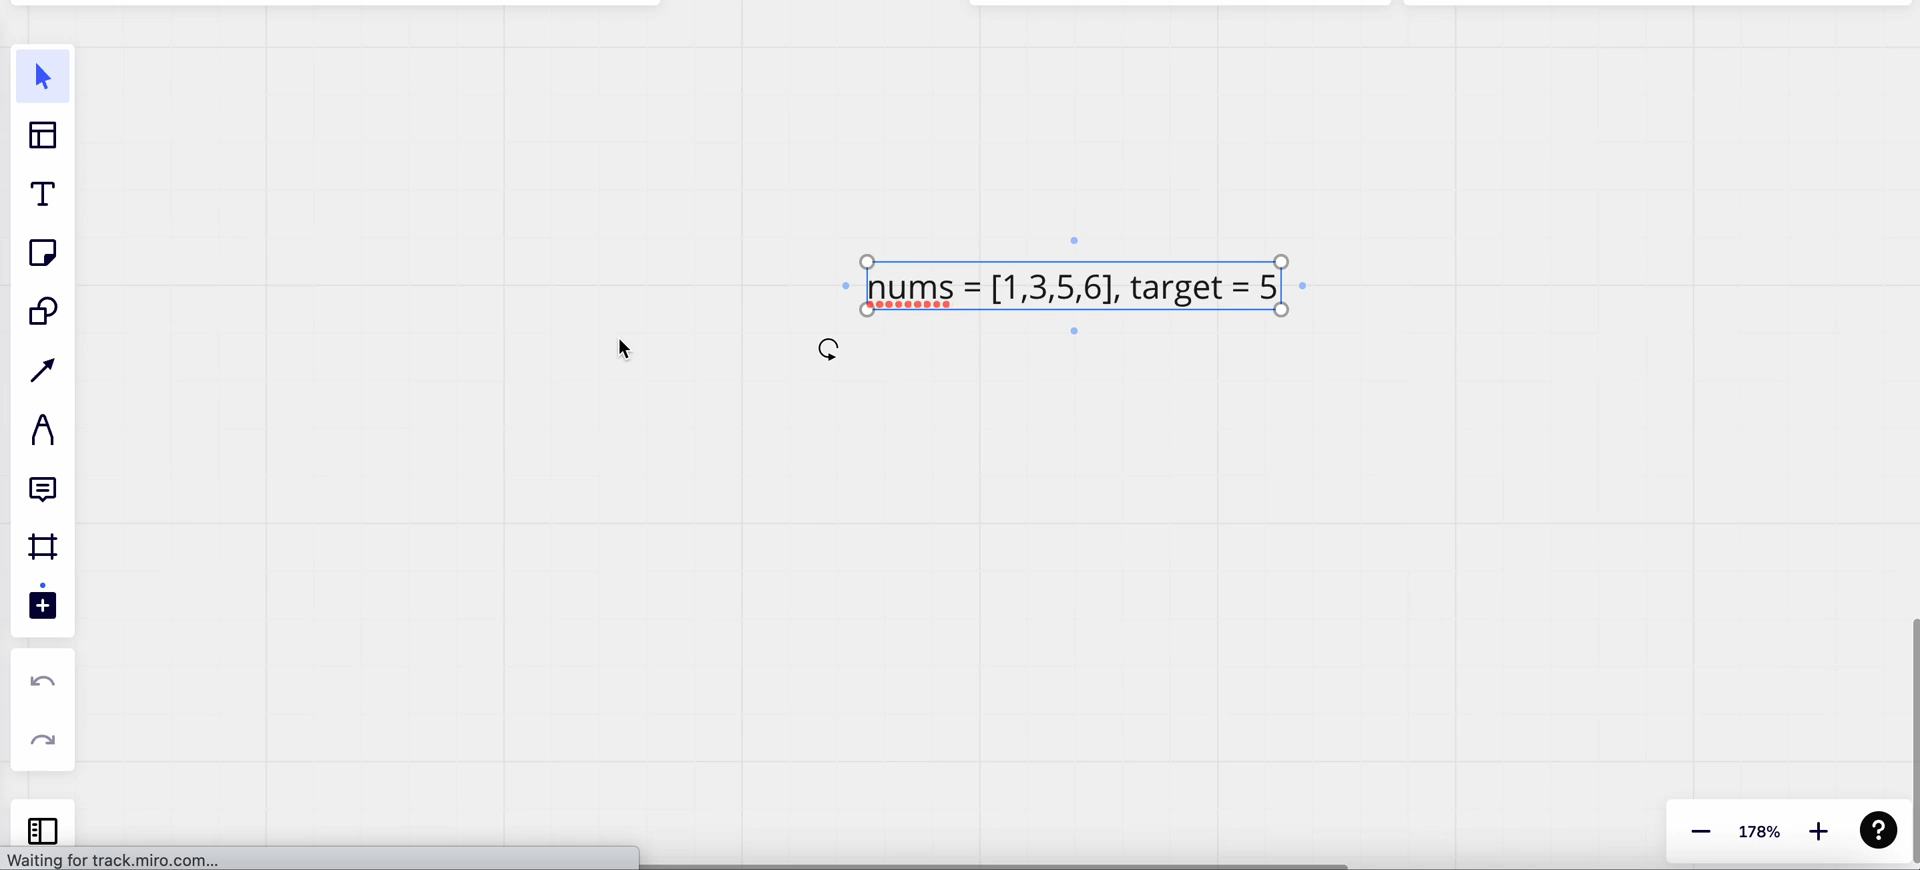 nums = [1,3,5,6], target = 5
178%
Waiting for track.miro.com...